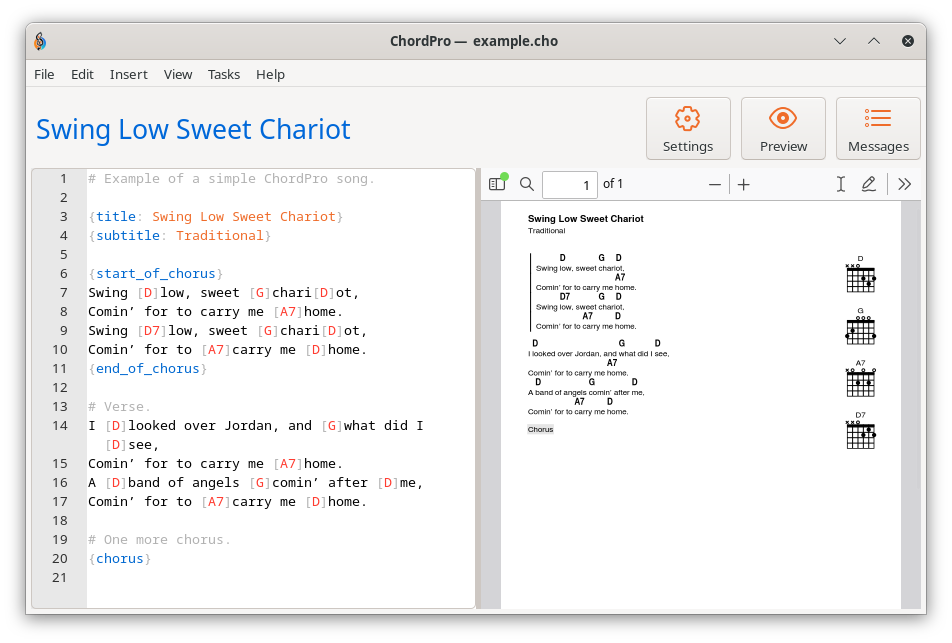 ChordPro — example.cho
File Edit Insert View Tasks Help
Swing Low Sweet Chariot
Settings Preview Messages
1 # Example of a simple ChordPro song.
2
3 {title: Swing Low Sweet Chariot}
4 {subtitle: Traditional}
5
6 {start_of_chorus}
7 Swing [D]low, sweet [G]chari[D]ot,
8 Comin’ for to carry me [A7]home.
9 Swing [D7]low, sweet [G]chari[D]ot,
10 Comin’ for to [A7]carry me [D]home.
11 {end_of_chorus}
12
13 # Verse.
14 I [D]looked over Jordan, and [G]what did I
[D]see,
15 Comin’ for to carry me [A7]home.
16 A [D]band of angels [G]comin’ after [D]me,
17 Comin’ for to [A7]carry me [D]home.
18
19 # One more chorus.
20 {chorus}
21
1 of 1
Swing Low Sweet Chariot
Traditional
D G D
Swing low, sweet chariot,
A7
Comin’ for to carry me home.
D7 G D
Swing low, sweet chariot,
A7 D
Comin’ for to carry me home.
D G D
I looked over Jordan, and what did I see,
A7
Comin’ for to carry me home.
D G D
A band of angels comin’ after me,
A7 D
Comin’ for to carry me home.
Chorus
D
G
A7
D7